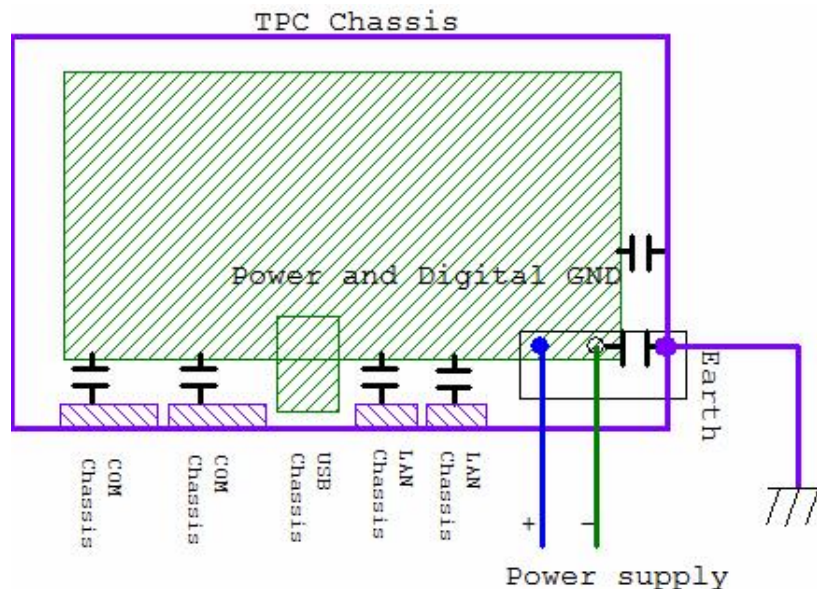 TPC Chassis
Power and Digital GND
Earth
COM
Chassis
COM
Chassis
USB
Chassis
LAN
Chassis
LAN
Chassis
+
-
Power supply